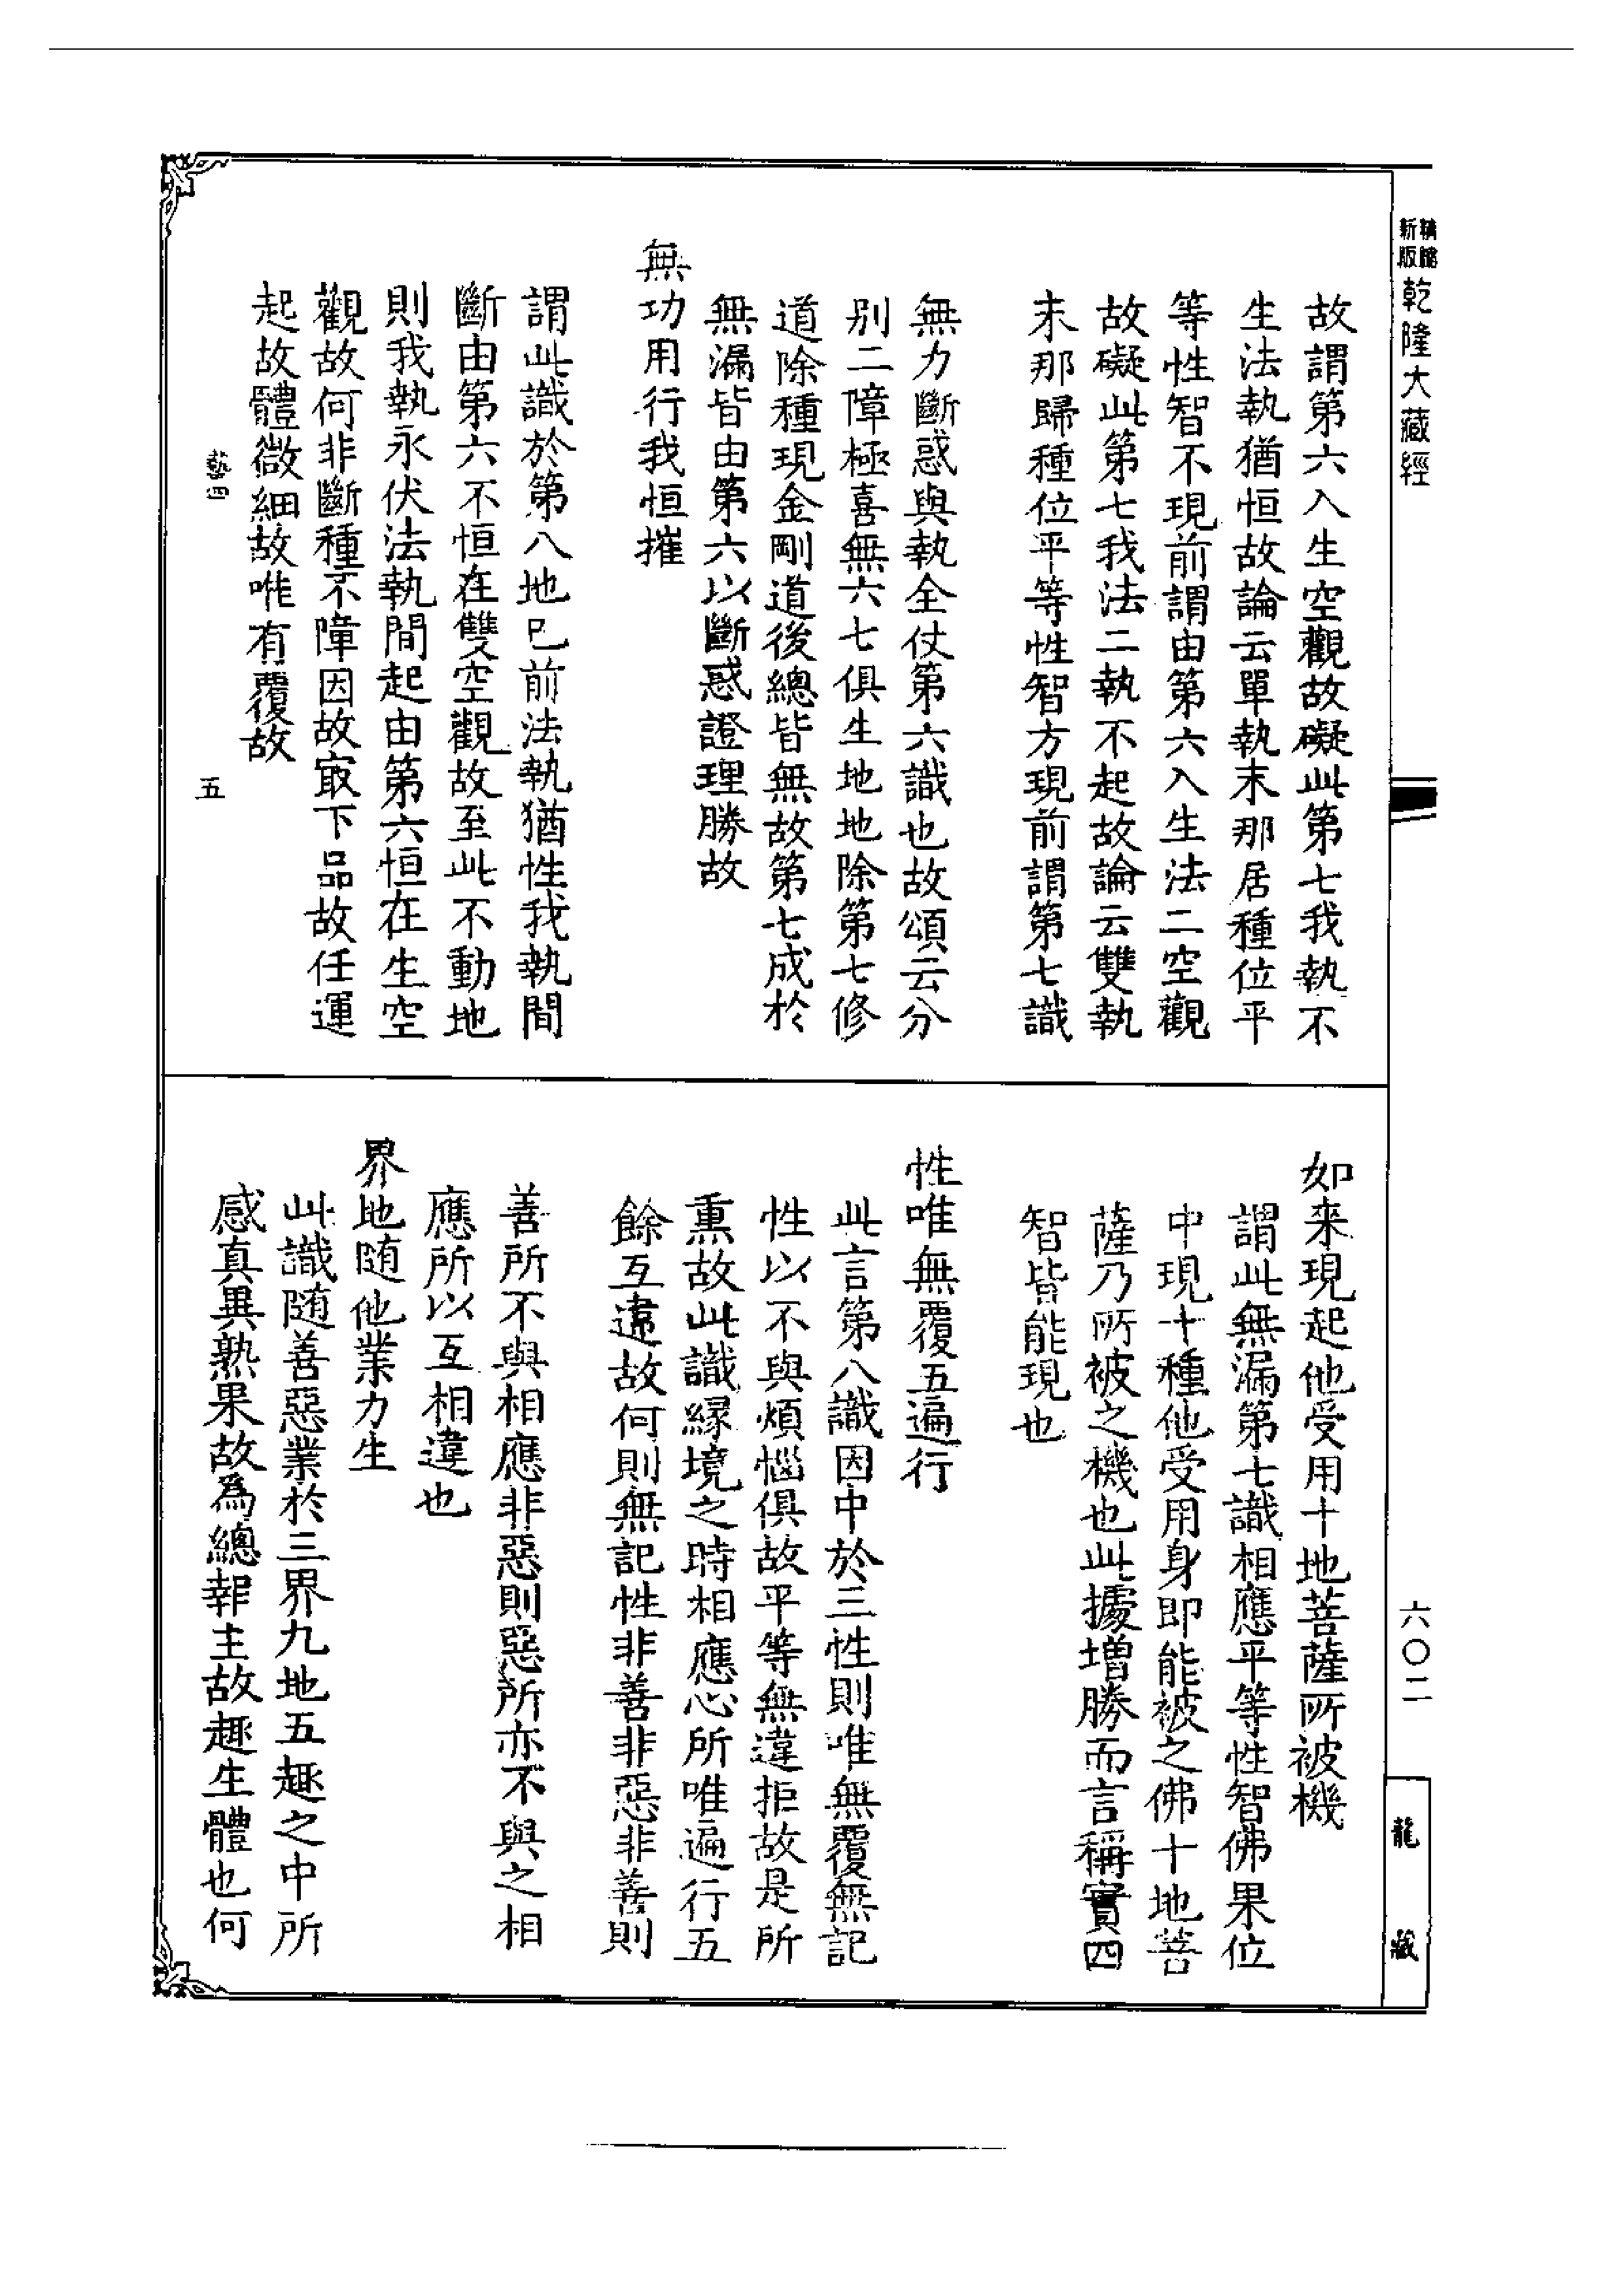 新版精縮乾隆大藏經
故謂第六入生空觀故礙此第七我執不
生法執猶恒故論云單執末那居種位平
等性智不現前謂由第六入生法二空觀
故礙此第七我法二執不起故論云雙執
末那歸種位平等性智方現前謂第七識
無力斷惑與執全仗第六識也故頌云分
別二障極喜無六七俱生地地除第七修
道除種現金剛道後總皆無故第七成於
無漏皆由第六以斷惑證理勝故
無功用行我恒摧
謂此識於第八地已前法執猶性我執間
斷由第六不恒在雙空觀故至此不動地
則我執永伏法執間起由第六恒在生空
觀故何非斷種不障因故㝡下品故任運
起故體微細故唯有覆故
藝四
五
如来現起他受用十地菩薩所被機
謂此無漏第七識相應平等性智佛果位
中現十種他受用身即能被之佛十地菩
薩乃所被之機也此據增勝而言稱實四
智皆能現也
性唯無覆五遍行
此言第八識因中於三性則唯無覆無記
性以不與煩惱俱故平等無違拒故是所
熏故此識緣境之時相應心所唯遍行五
餘互違故何則無記性非善非惡非善則
善所不與相應非惡則惡所亦不與之相
應所以互相違也
界地随他業力生
此識随善惡業於三界九地五趣之中所
感真異熟果故為總報主故趣生體也何
六〇二
龍藏